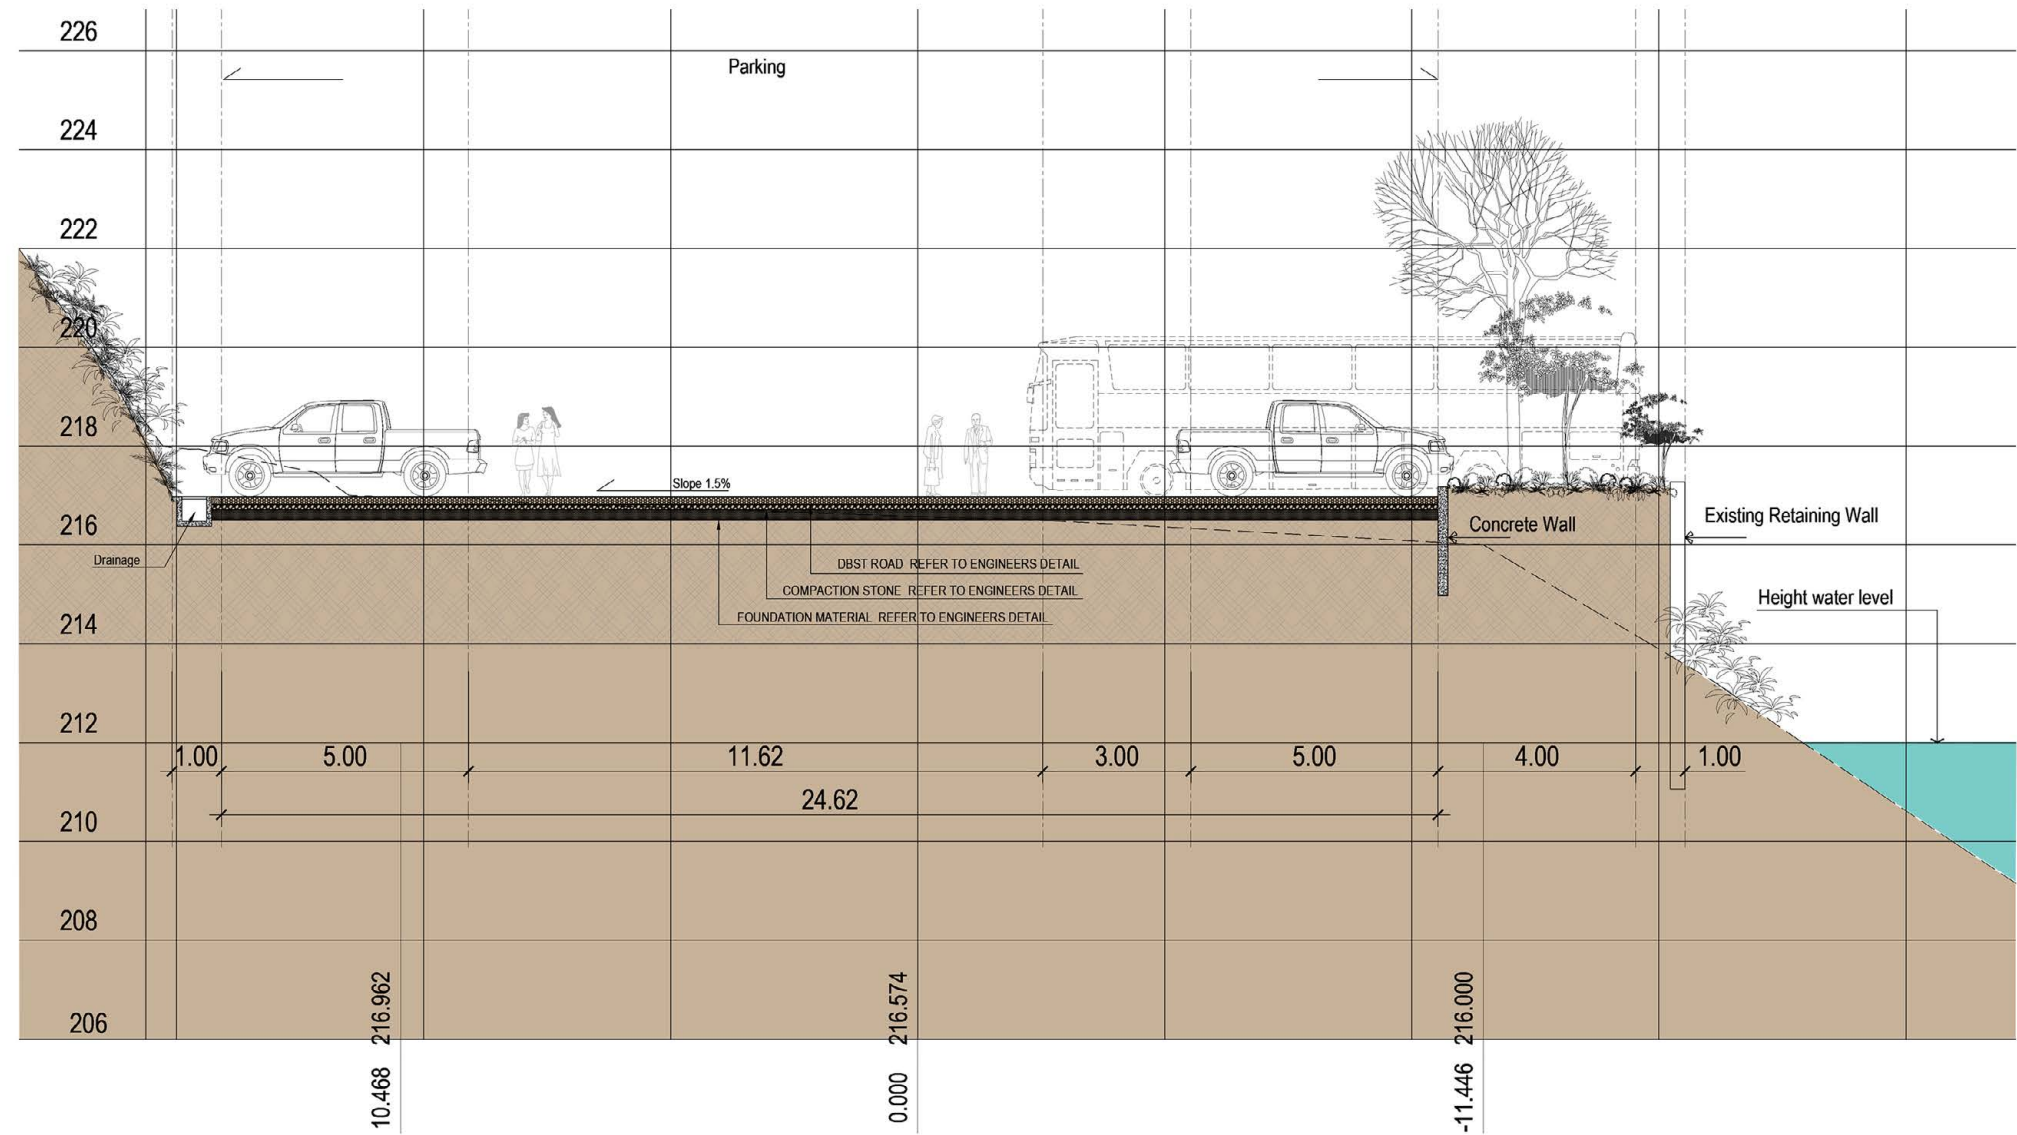 226
Parking
224
222
220
218
Slope 1.5%
216
Concrete Wall
Existing Retaining Wall
Drainage
DBST ROAD REFER TO ENGINEERS DETAIL
COMPACTION STONE REFER TO ENGINEERS DETAIL
Height water level
FOUNDATION MATERIAL REFER TO ENGINEERS DETAIL
214
212
1.00
5.00
11.62
3.00
5.00
4.00
1.00
24.62
210
208
206
216.962
216.574
216.000
10.468
0.000
-11.446